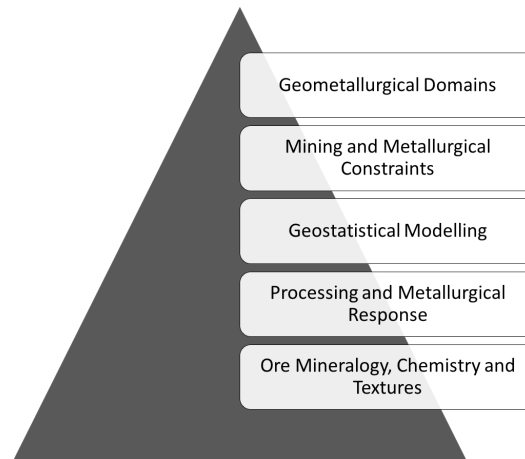 Geometallurgical Domains
Mining and Metallurgical
Constraints
Geostatistical Modelling
Processing and Metallurgical
Response
Ore Mineralogy, Chemistry and
Textures